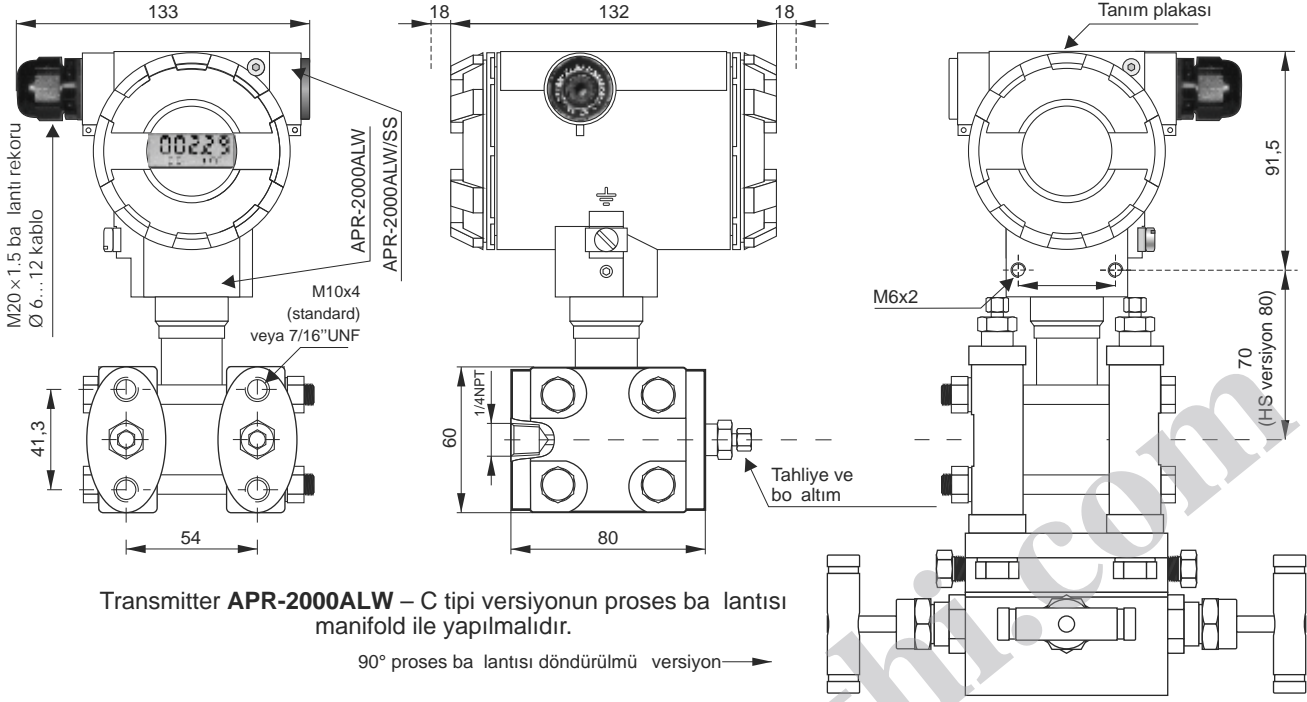 133
18
132
18
Tanım plakası
M20×1.5 ba lantı rekoru
Ø 6...12 kablo
00229
APR-2000ALW
APR-2000ALW/SS
91,5
M10x4
(standard)
veya 7/16’’UNF
M6x2
70
(HS versiyon 80)
41,3
54
60
1/4NPT
80
Tahliye ve
bo altım
Transmitter APR-2000ALW – C tipi versiyonun proses ba lantısı
manifold ile yapılmalıdır.
90° proses ba lantısı döndürülmü versiyon
hi.com